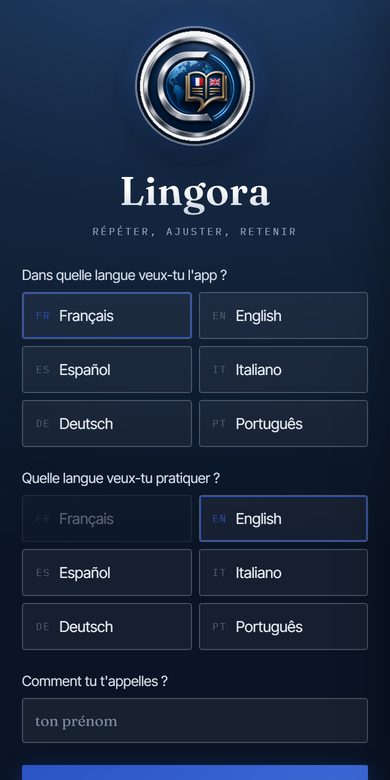 Lingora
RÉPÉTER, AJUSTER, RETENIR
Dans quelle langue veux-tu l'app ?
FR Français
EN English
ES Español
IT Italiano
DE Deutsch
PT Português
Quelle langue veux-tu pratiquer ?
FR Français
EN English
ES Español
IT Italiano
DE Deutsch
PT Português
Comment tu t'appelles ?
ton prénom